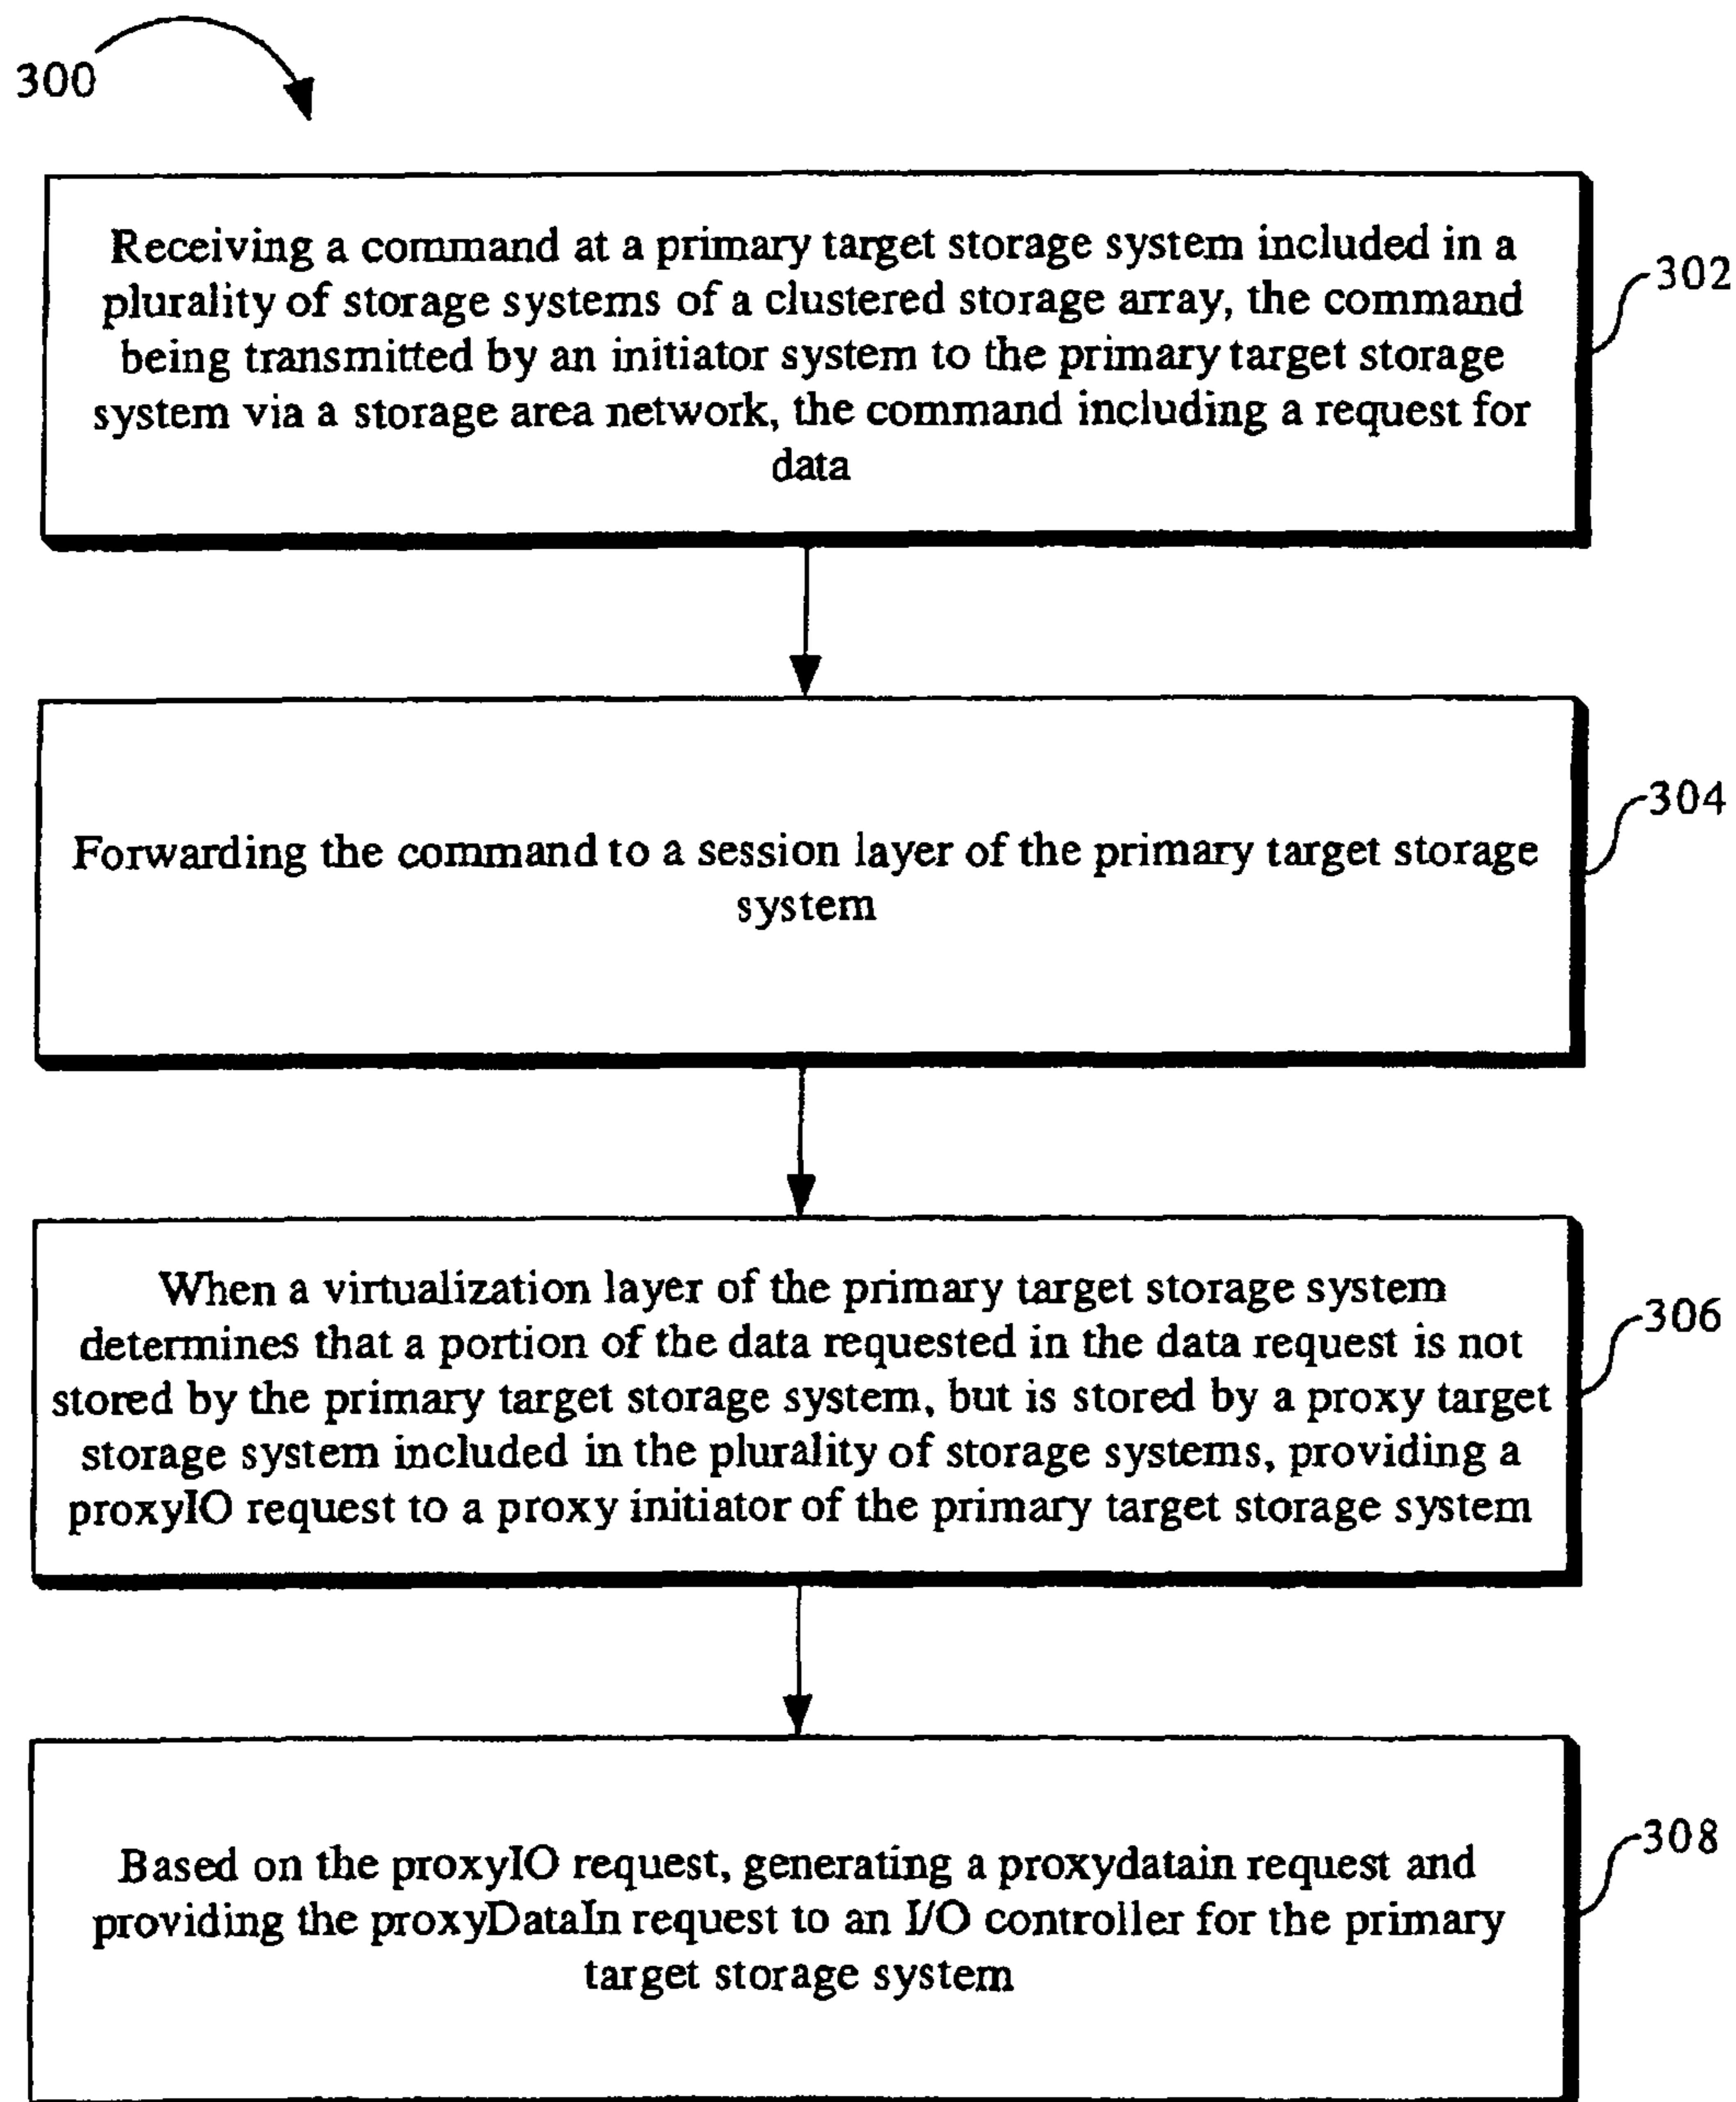 300
Receiving a command at a primary target storage system included in a
plurality of storage systems of a clustered storage array, the command
being transmitted by an initiator system to the primary target storage
system via a storage area network, the command including a request for
data
302
Forwarding the command to a session layer of the primary target storage
system
304
When a virtualization layer of the primary target storage system
determines that a portion of the data requested in the data request is not
stored by the primary target storage system, but is stored by a proxy target
storage system included in the plurality of storage systems, providing a
proxyIO request to a proxy initiator of the primary target storage system
306
Based on the proxyIO request, generating a proxydatain request and
providing the proxyDataIn request to an I/O controller for the primary
target storage system
308